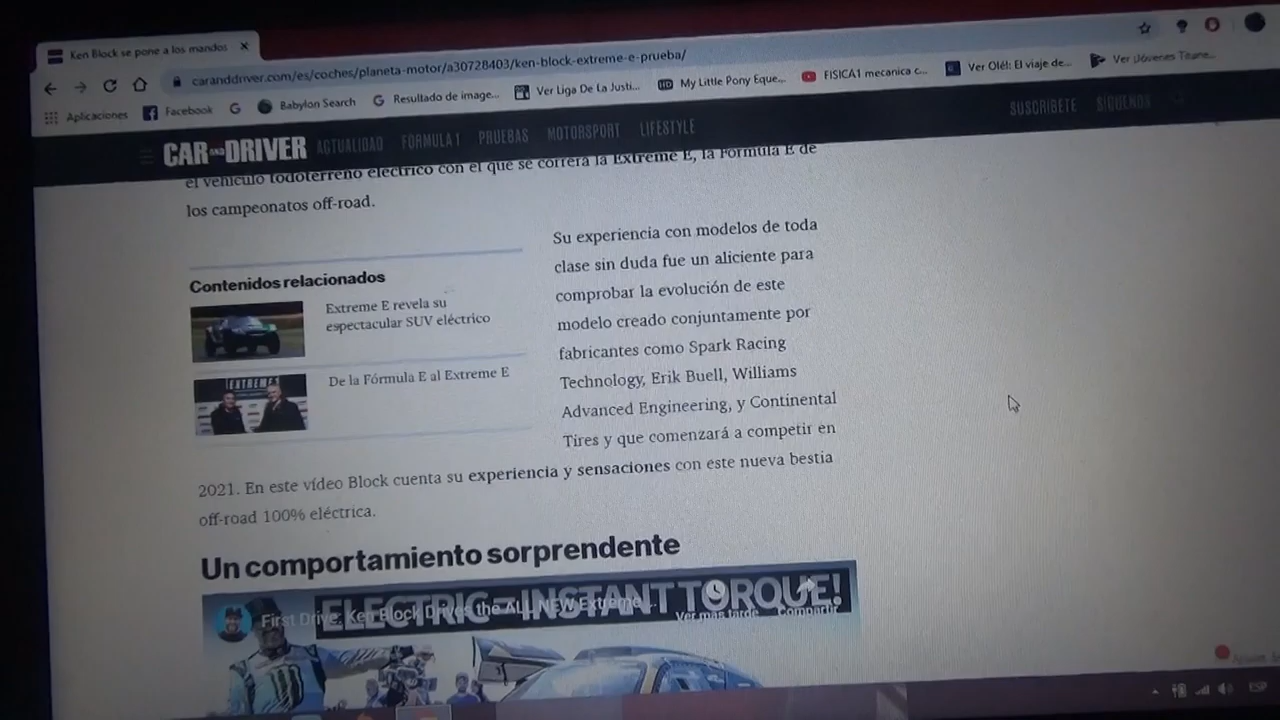 Ken Block se pone a los mandos
caranddriver.com/es/coches/planeta-motor/a30728403/ken-block-extreme-e-prueba/
Aplicaciones Facebook Babylon Search Resultado de imagen... Ver Liga De La Justi... My Little Pony Eque... FISICA1 mecanica c... Ver Olé!: El viaje de... Ver ¡Jóvenes Titane...
CAR AND DRIVER ACTUALIDAD FÓRMULA 1 PRUEBAS MOTORSPORT LIFESTYLE SUSCRÍBETE SÍGUENOS
el vehículo todoterreno eléctrico con el que se correrá la Extreme E, la Fórmula E de
los campeonatos off-road.
Contenidos relacionados
Extreme E revela su
espectacular SUV eléctrico
EXTREME
De la Fórmula E al Extreme E
Su experiencia con modelos de toda
clase sin duda fue un aliciente para
comprobar la evolución de este
modelo creado conjuntamente por
fabricantes como Spark Racing
Technology, Erik Buell, Williams
Advanced Engineering, y Continental
Tires y que comenzará a competir en
2021. En este vídeo Block cuenta su experiencia y sensaciones con este nueva bestia
off-road 100% eléctrica.
Un comportamiento sorprendente
ELECTRIC = INSTANT TORQUE!
First Drive: Ken Block Drives the ALL NEW Extreme ...
Ver más tarde Compartir
ESP